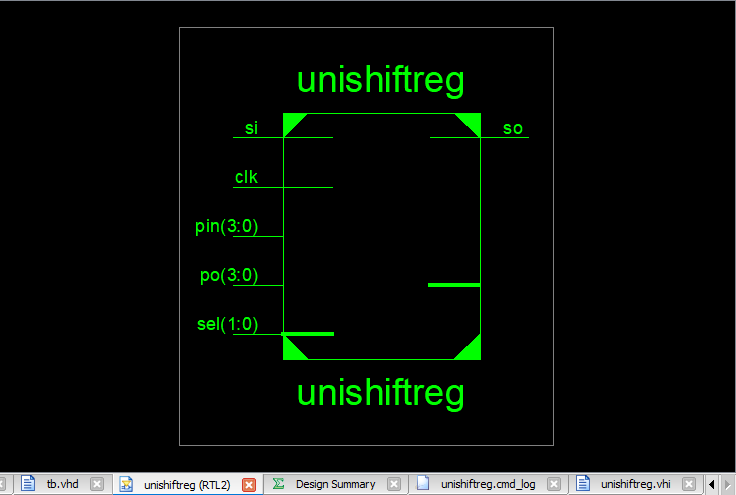 unishiftreg
si
so
clk
pin(3:0)
po(3:0)
sel(1:0)
unishiftreg
tb.vhd
unishiftreg (RTL2)
Design Summary
unishiftreg.cmd_log
unishiftreg.vhi